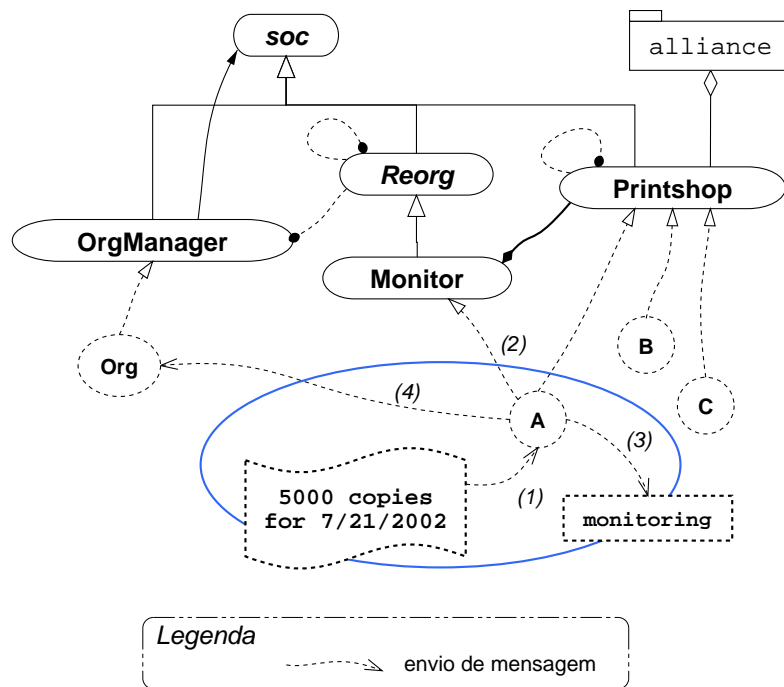 soc
alliance
Reorg
Printshop
OrgManager
Monitor
Org
(2)
B
(4)
A
C
(3)
5000 copies
for 7/21/2002
(1)
monitoring
Legenda
envio de mensagem